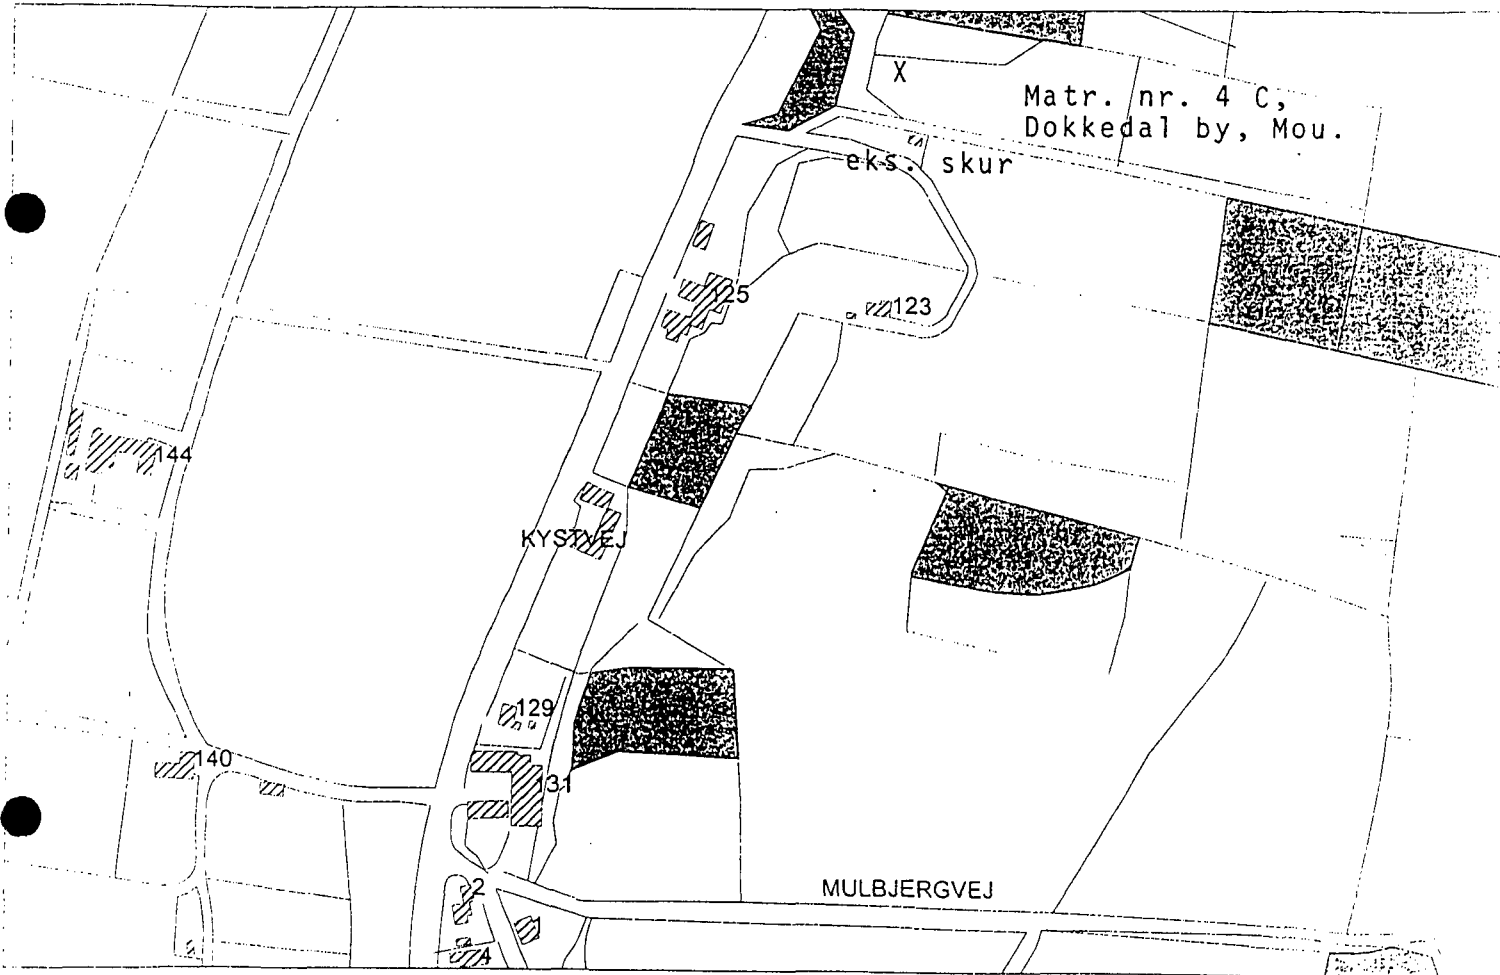 X
Matr. nr. 4 C,
Dokkedal by, Mou.
eks. skur
125
123
144
KYSTVEJ
129
140
131
2
MULBJERGVEJ
4